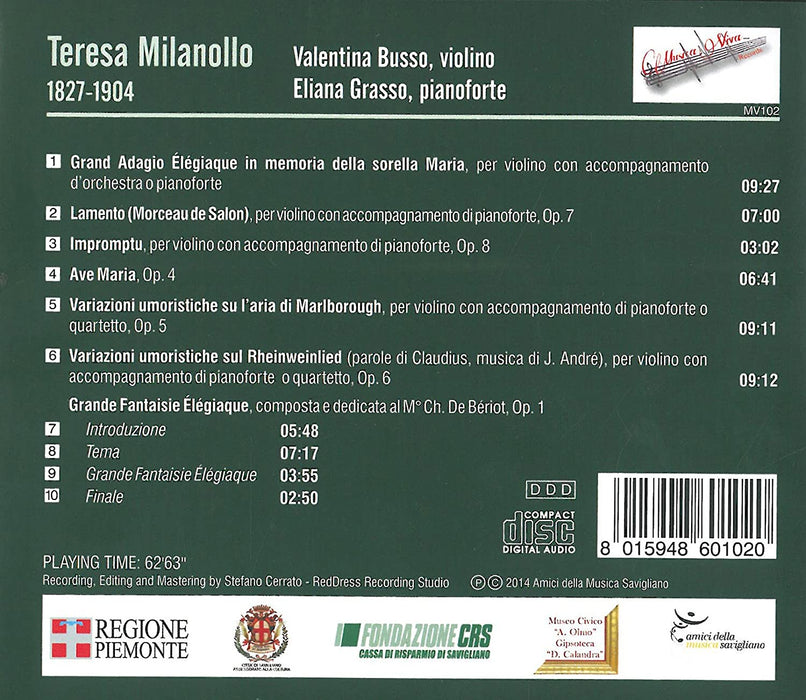 Teresa Milanollo
1827-1904
Valentina Busso, violino
Eliana Grasso, pianoforte
Musica Viva
Records
MV102
1 Grand Adagio Élégiaque in memoria della sorella Maria, per violino con accompagnamento
d'orchestra o pianoforte 09:27
2 Lamento (Morceau de Salon), per violino con accompagnamento di pianoforte, Op. 7 07:00
3 Impromptu, per violino con accompagnamento di pianoforte, Op. 8 03:02
4 Ave Maria, Op. 4 06:41
5 Variazioni umoristiche su l'aria di Marlborough, per violino con accompagnamento di pianoforte o
quartetto, Op. 5 09:11
6 Variazioni umoristiche sul Rheinweinlied (parole di Claudius, musica di J. André), per violino con
accompagnamento di pianoforte o quartetto, Op. 6 09:12
Grande Fantaisie Élégiaque, composta e dedicata al M° Ch. De Bériot, Op. 1
7 Introduzione 05:48
8 Tema 07:17
9 Grande Fantaisie Élégiaque 03:55
10 Finale 02:50
DDD
COMPACT
disc
DIGITAL AUDIO
8 015948 601020
PLAYING TIME: 62'63"
Recording, Editing and Mastering by Stefano Cerrato - RedDress Recording Studio Ⓟ © 2014 Amici della Musica Savigliano
REGIONE
PIEMONTE
CITTÀ DI SAVIGLIANO
ASSESSORATO ALLA CULTURA
FONDAZIONE CRS
CASSA DI RISPARMIO DI SAVIGLIANO
Museo Civico
"A. Olmo"
Gipsoteca
"D. Calandra"
amici della
musica savigliano